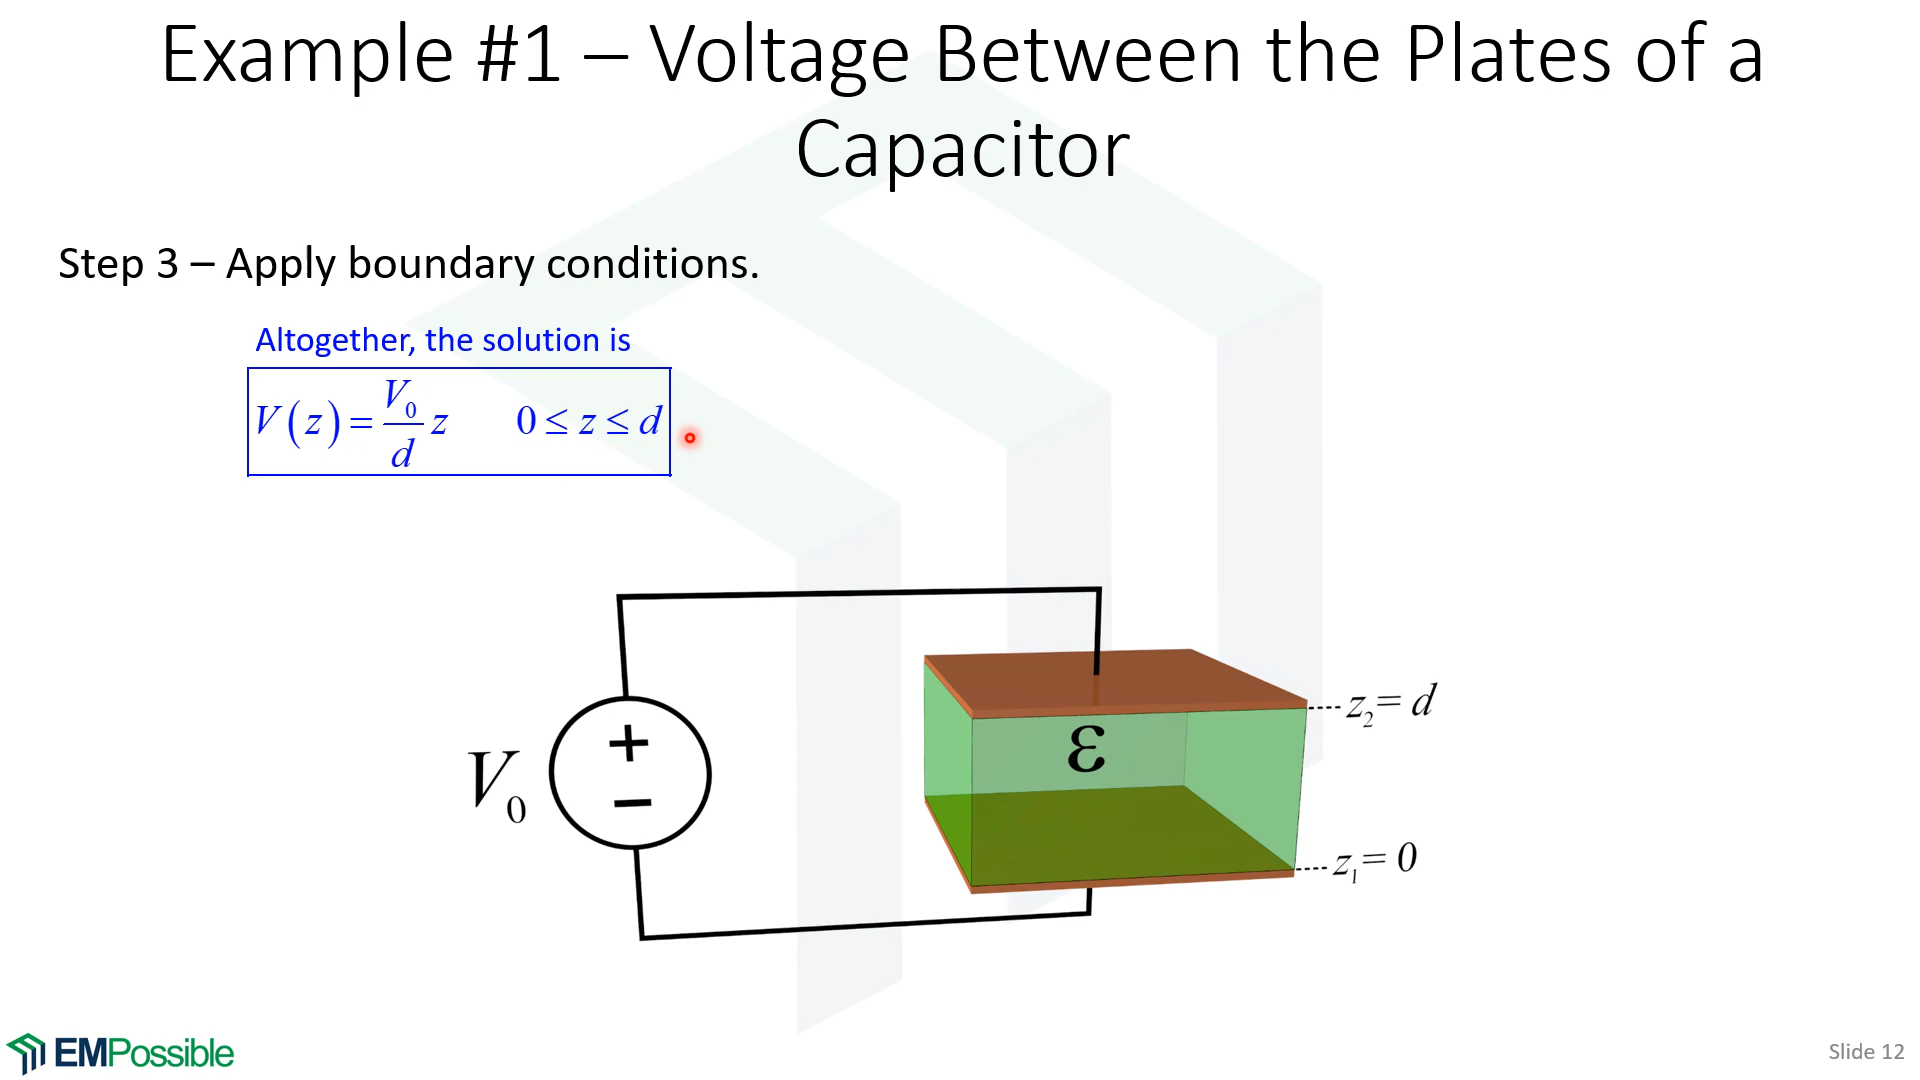 Example #1 – Voltage Between the Plates of a
Capacitor
Step 3 – Apply boundary conditions.
Altogether, the solution is
V(z) = V₀/d z   0 ≤ z ≤ d
z₂ = d
ε
+
V₀
−
z₁ = 0
EMPossible
Slide 12